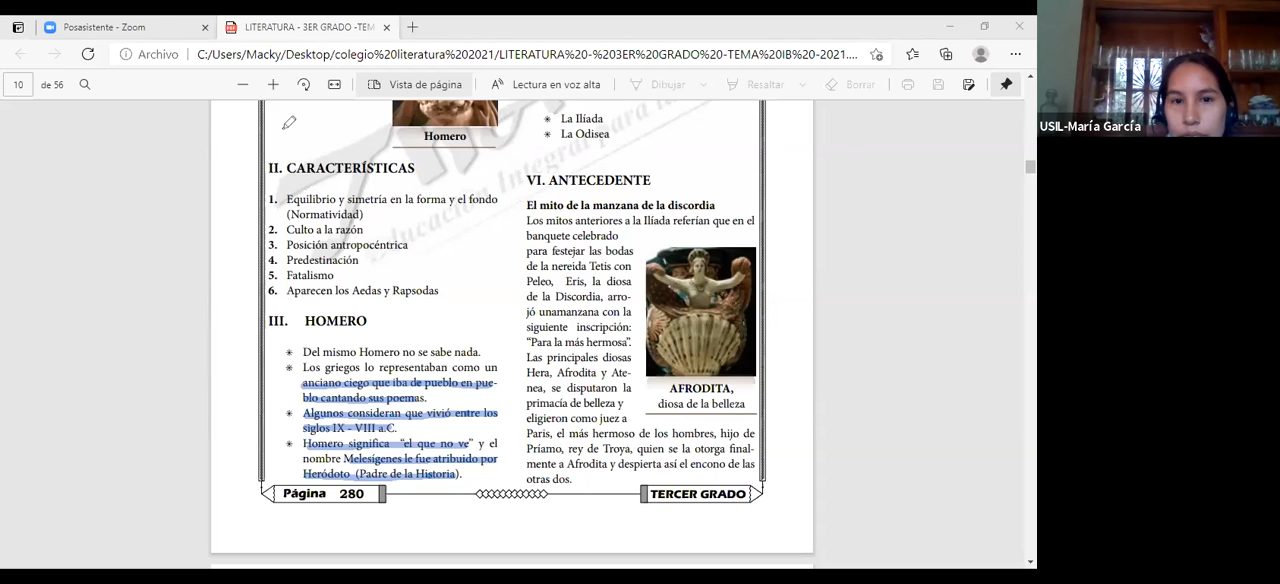 Posasistente - Zoom
LITERATURA - 3ER GRADO -TEM
Archivo
C:/Users/Macky/Desktop/colegio%20literatura%202021/LITERATURA%20-%203ER%20GRADO%20-TEMA%20IB%20-2021....
10
de 56
Vista de página
Lectura en voz alta
Dibujar
Resaltar
Borrar
USIL-María García
Homero
II. CARACTERÍSTICAS
1. Equilibrio y simetría en la forma y el fondo
(Normatividad)
2. Culto a la razón
3. Posición antropocéntrica
4. Predestinación
5. Fatalismo
6. Aparecen los Aedas y Rapsodas
III. HOMERO
* Del mismo Homero no se sabe nada.
* Los griegos lo representaban como un
anciano ciego que iba de pueblo en pue-
blo cantando sus poemas.
* Algunos consideran que vivió entre los
siglos IX - VIII a.C.
* Homero significa "el que no ve" y el
nombre Melesígenes le fue atribuido por
Heródoto (Padre de la Historia).
* La Ilíada
* La Odisea
VI. ANTECEDENTE
El mito de la manzana de la discordia
Los mitos anteriores a la Ilíada referían que en el
banquete celebrado
para festejar las bodas
de la nereida Tetis con
Peleo, Eris, la diosa
de la Discordia, arro-
jó unamanzana con la
siguiente inscripción:
"Para la más hermosa".
Las principales diosas
Hera, Afrodita y Ate-
nea, se disputaron la
primacía de belleza y
eligieron como juez a
Paris, el más hermoso de los hombres, hijo de
Príamo, rey de Troya, quien se la otorga final-
mente a Afrodita y despierta así el encono de las
otras dos.
AFRODITA,
diosa de la belleza
Educación Integral para
Página 280
TERCER GRADO